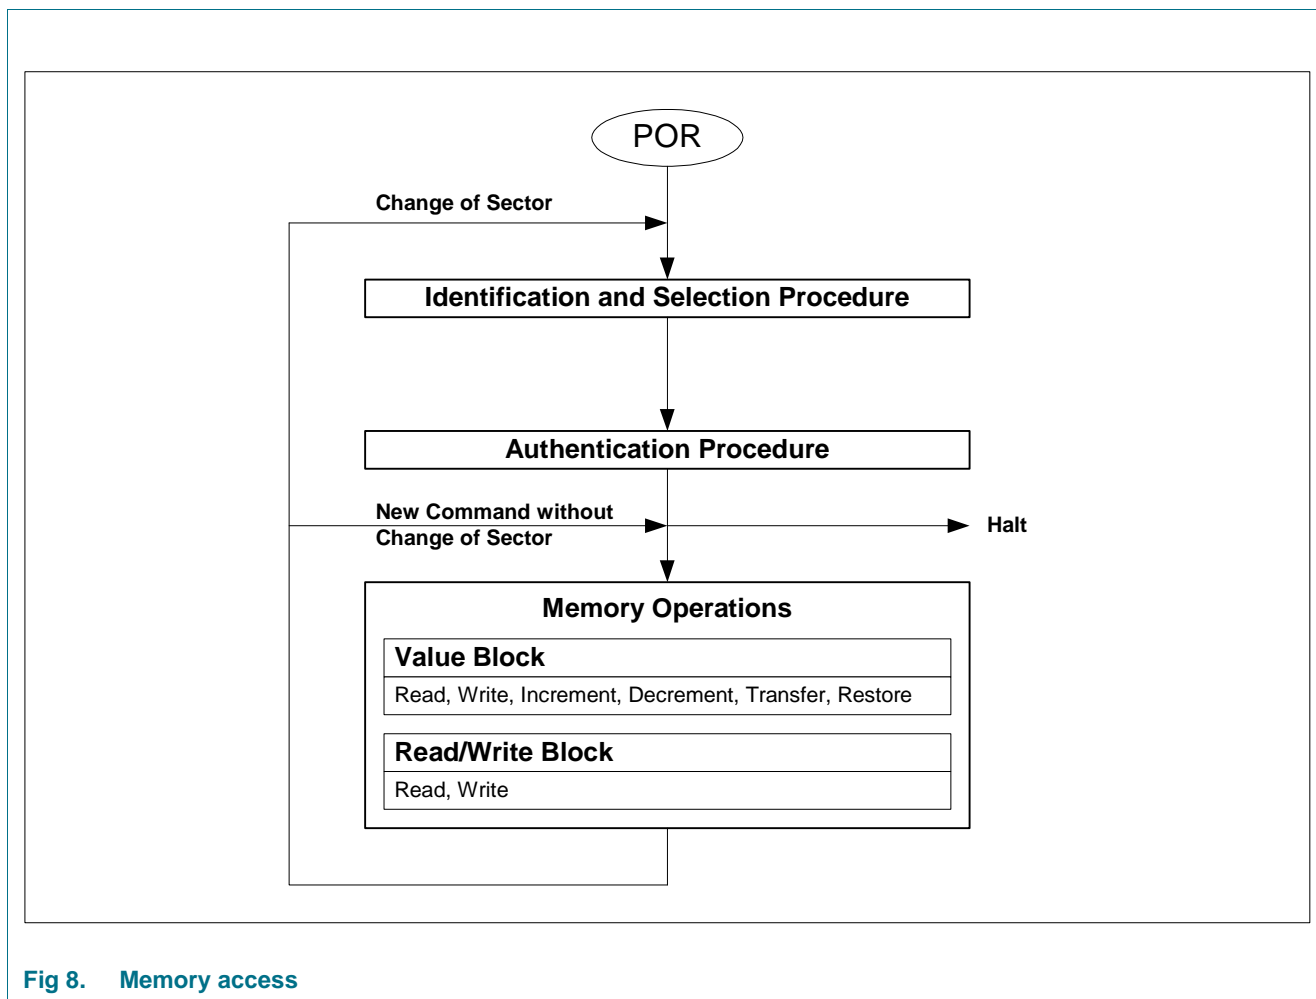 POR
Change of Sector
Identification and Selection Procedure
Authentication Procedure
New Command without
Change of Sector
Halt
Memory Operations
Value Block
Read, Write, Increment, Decrement, Transfer, Restore
Read/Write Block
Read, Write
Fig 8. Memory access